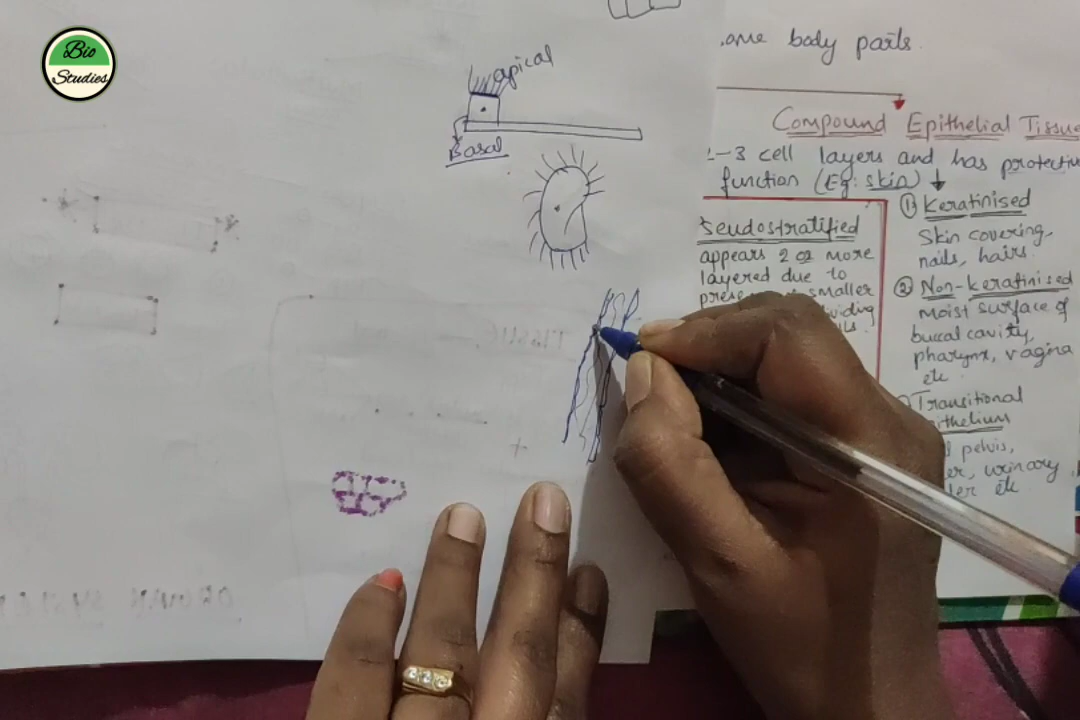 Bio
Studies
apical
Basal
body parts.
Compound Epithelial Tissue
2-3 cell layers and has protective
function (Eg: skin)
① Keratinised
Skin covering,
nails, hairs.
② Non-keratinised
moist surface of
buccal cavity,
pharynx, vagina
etc.
Transitional
pelvis,
urinary
etc
seudostratified
appears 2 or more
layered due to
smaller
TISSUE